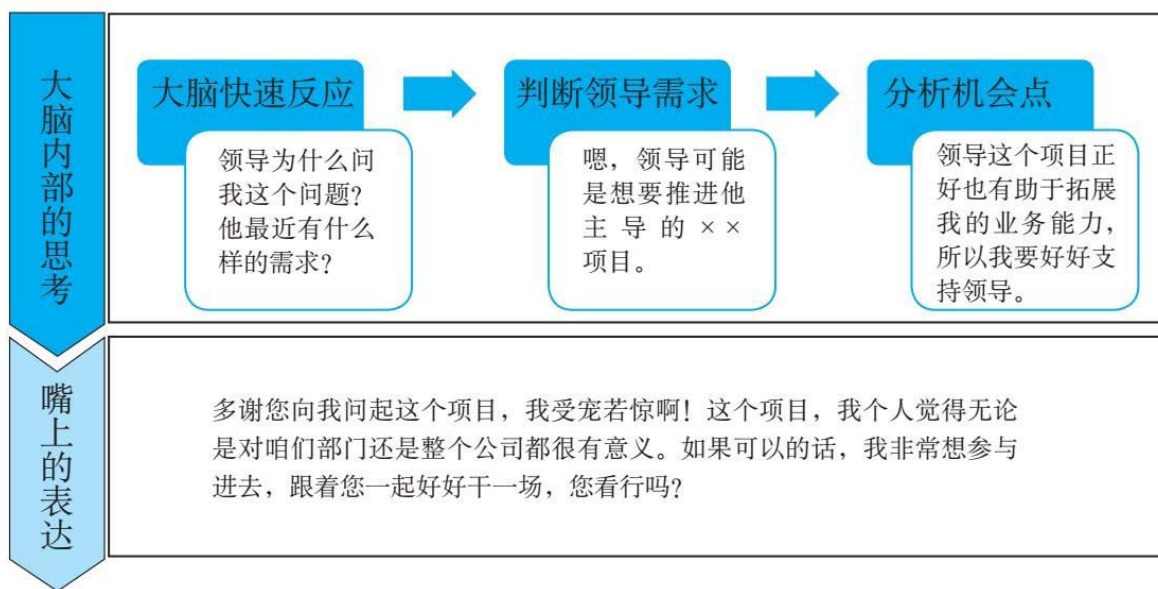 大脑内部的思考
大脑快速反应
领导为什么问
我这个问题?
他最近有什么
样的需求?
判断领导需求
嗯，领导可能
是想要推进他
主导的××
项目。
分析机会点
领导这个项目正
好也有助于拓展
我的业务能力，
所以我要好好支
持领导。
嘴上的表达
多谢您向我问起这个项目，我受宠若惊啊！这个项目，我个人觉得无论
是对咱们部门还是整个公司都很有意义。如果可以的话，我非常想参与
进去，跟着您一起好好干一场，您看行吗?